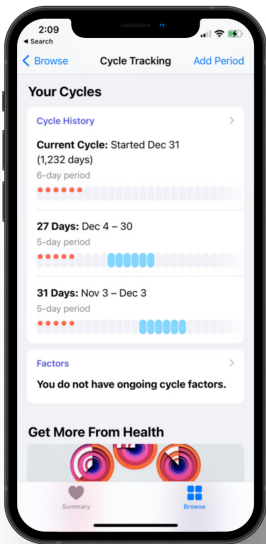 2:09
Search
Browse
Cycle Tracking
Add Period
Your Cycles
Cycle History
Current Cycle: Started Dec 31
(1,232 days)
6-day period
27 Days: Dec 4 – 30
5-day period
31 Days: Nov 3 – Dec 3
5-day period
Factors
You do not have ongoing cycle factors.
Get More From Health
Summary
Browse